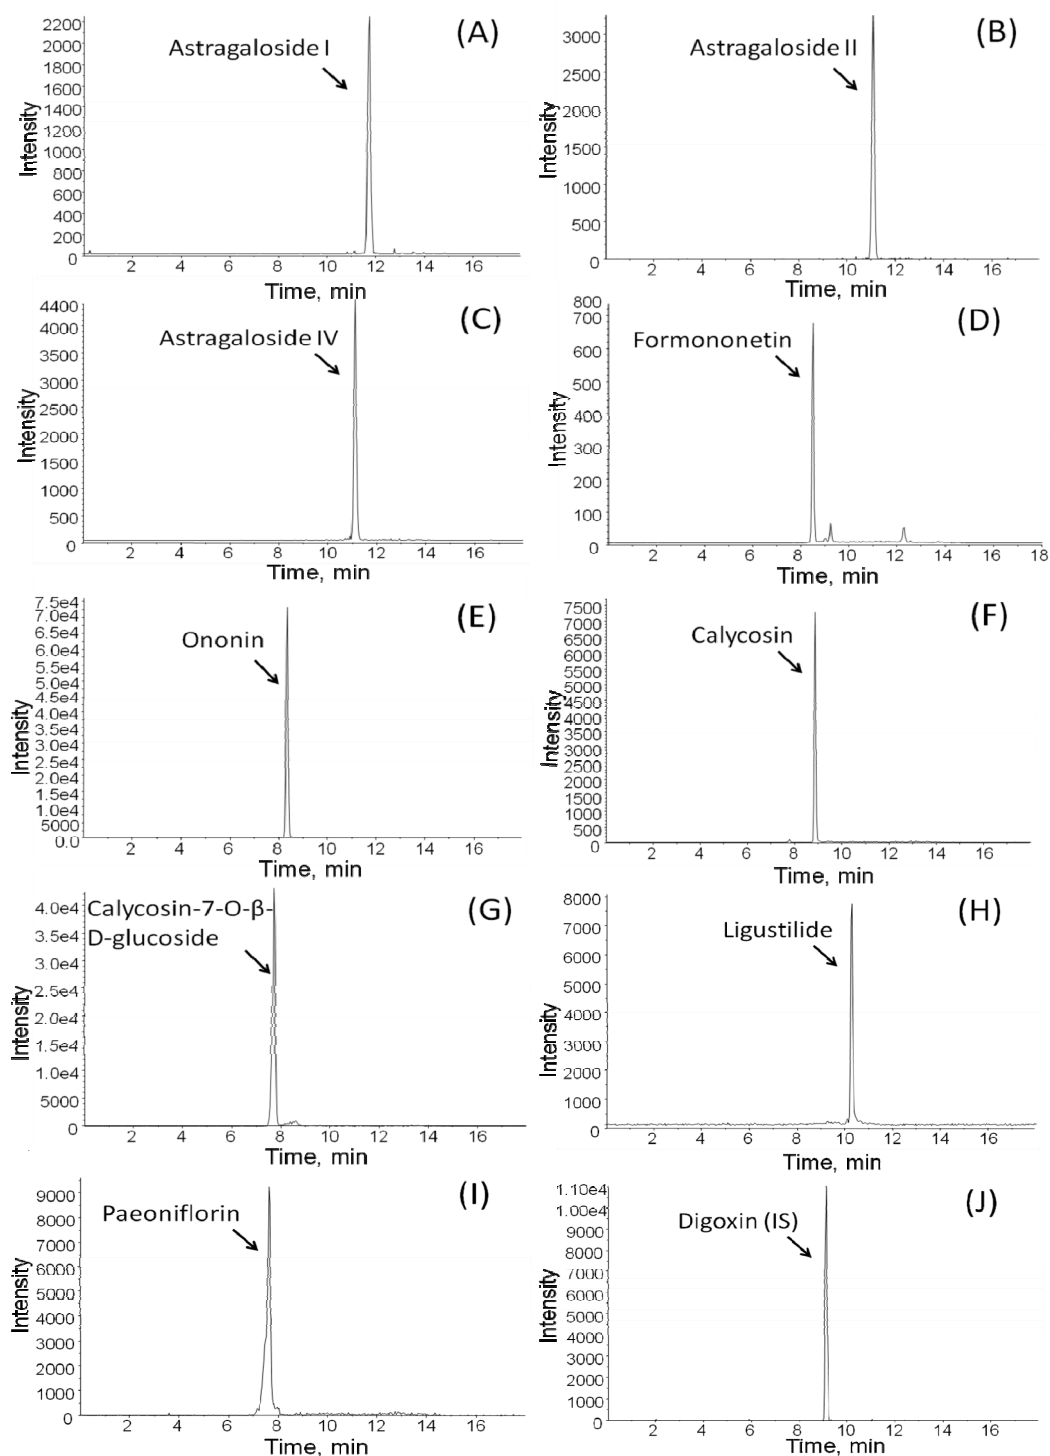 (A)
Astragaloside I
Intensity
2200
2000
1800
1600
1400
1200
1000
800
600
400
200
0
2 4 6 8 10 12 14 16
Time, min
(B)
Astragaloside II
Intensity
3000
2500
2000
1500
1000
500
0
2 4 6 8 10 12 14 16
Time, min
(C)
Astragaloside IV
Intensity
4400
4000
3500
3000
2500
2000
1500
1000
500
0
2 4 6 8 10 12 14 16
Time, min
(D)
Formononetin
Intensity
800
700
600
500
400
300
200
100
0
2 4 6 8 10 12 14 16 18
Time, min
(E)
Ononin
Intensity
7.5e4
7.0e4
6.5e4
6.0e4
5.5e4
5.0e4
4.5e4
4.0e4
3.5e4
3.0e4
2.5e4
2.0e4
1.5e4
1.0e4
5000
0.0
2 4 6 8 10 12 14 16
Time, min
(F)
Calycosin
Intensity
7500
7000
6500
6000
5500
5000
4500
4000
3500
3000
2500
2000
1500
1000
500
0
2 4 6 8 10 12 14 16
Time, min
(G)
Calycosin-7-O-β-
D-glucoside
Intensity
4.0e4
3.5e4
3.0e4
2.5e4
2.0e4
1.5e4
1.0e4
5000
0
2 4 6 8 10 12 14 16
Time, min
(H)
Ligustilide
Intensity
8000
7000
6000
5000
4000
3000
2000
1000
0
2 4 6 8 10 12 14 16
Time, min
(I)
Paeoniflorin
Intensity
9000
8000
7000
6000
5000
4000
3000
2000
1000
0
2 4 6 8 10 12 14 16
Time, min
(J)
Digoxin (IS)
Intensity
1.10e4
1.00e4
9000
8000
7000
6000
5000
4000
3000
2000
1000
0
2 4 6 8 10 12 14 16
Time, min